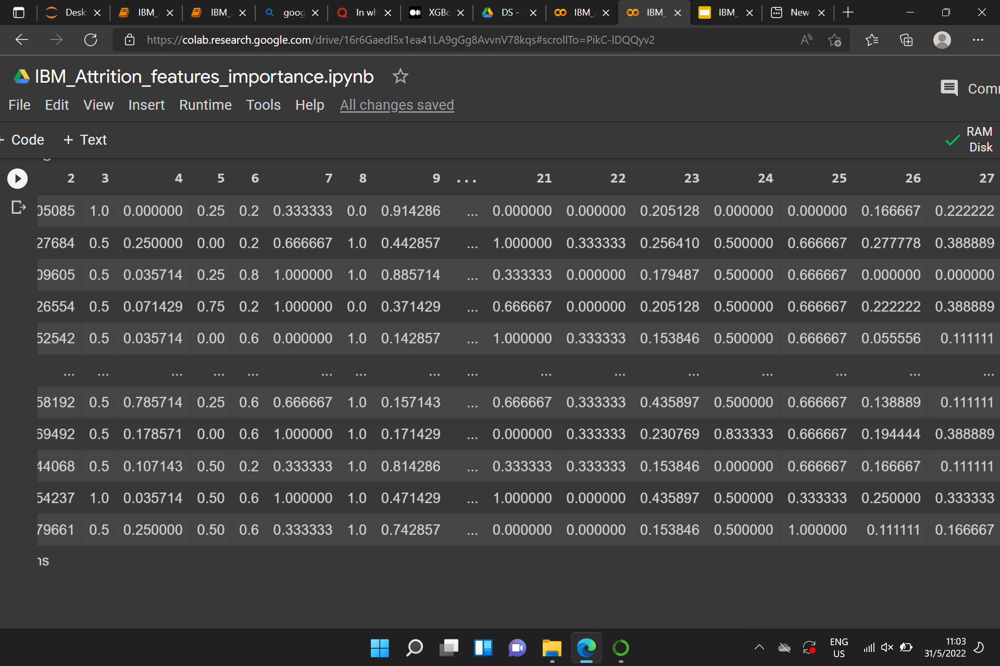 Desk IBM_ IBM_ goog In wh XGBo DS - IBM_ IBM_ IBM_ New
https://colab.research.google.com/drive/16r6Gaedl5x1ea41LA9gGg8AvvnV78kqs#scrollTo=PikC-lDQQyv2
IBM_Attrition_features_importance.ipynb
Comm
File Edit View Insert Runtime Tools Help All changes saved
+ Code + Text
RAM
Disk
2 3 4 5 6 7 8 9 ... 21 22 23 24 25 26 27
05085 1.0 0.000000 0.25 0.2 0.333333 0.0 0.914286 ... 0.000000 0.000000 0.205128 0.000000 0.000000 0.166667 0.222222
27684 0.5 0.250000 0.00 0.2 0.666667 1.0 0.442857 ... 1.000000 0.333333 0.256410 0.500000 0.666667 0.277778 0.388889
09605 0.5 0.035714 0.25 0.8 1.000000 1.0 0.885714 ... 0.333333 0.000000 0.179487 0.500000 0.666667 0.000000 0.000000
26554 0.5 0.071429 0.75 0.2 1.000000 0.0 0.371429 ... 0.666667 0.000000 0.205128 0.500000 0.666667 0.222222 0.388889
52542 0.5 0.035714 0.00 0.6 0.000000 1.0 0.142857 ... 1.000000 0.333333 0.153846 0.500000 0.666667 0.055556 0.111111
... ... ... ... ... ... ... ... ... ... ... ... ... ... ... ...
58192 0.5 0.785714 0.25 0.6 0.666667 1.0 0.157143 ... 0.666667 0.333333 0.435897 0.500000 0.666667 0.138889 0.111111
69492 0.5 0.178571 0.00 0.6 1.000000 1.0 0.171429 ... 0.000000 0.333333 0.230769 0.833333 0.666667 0.194444 0.388889
44068 0.5 0.107143 0.50 0.2 0.333333 1.0 0.814286 ... 0.333333 0.333333 0.153846 0.000000 0.666667 0.166667 0.111111
54237 1.0 0.035714 0.50 0.6 1.000000 1.0 0.471429 ... 1.000000 0.000000 0.435897 0.500000 0.333333 0.250000 0.333333
79661 0.5 0.250000 0.50 0.6 0.333333 1.0 0.742857 ... 0.000000 0.000000 0.153846 0.500000 1.000000 0.111111 0.166667
ns
ENG
US
11:03
31/5/2022